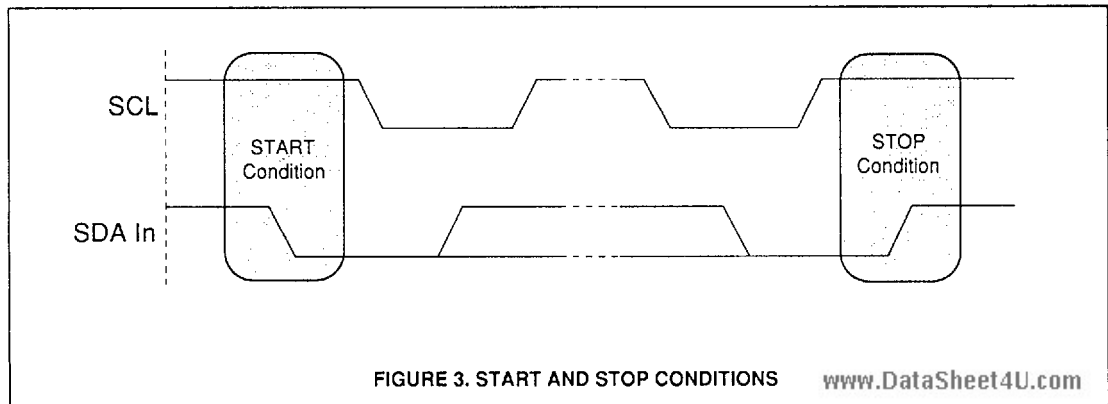 SCL
START
Condition
STOP
Condition
SDA In
FIGURE 3. START AND STOP CONDITIONS
www.DataSheet4U.com